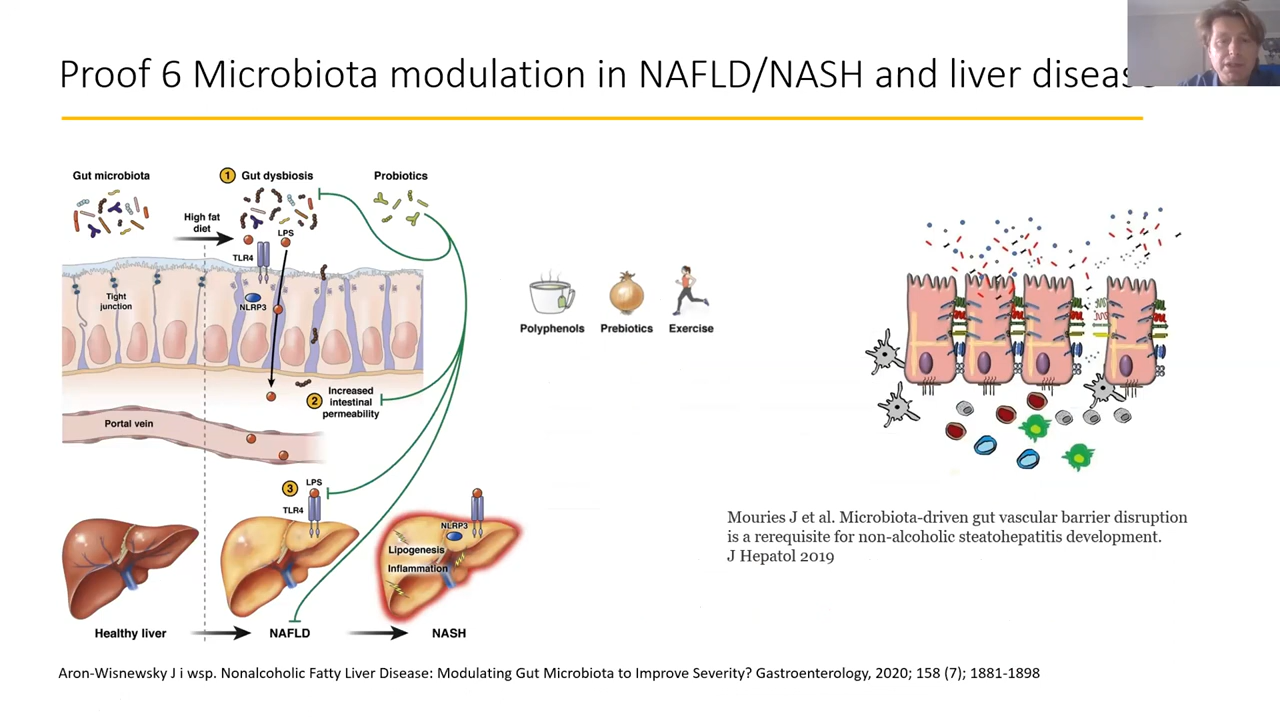 Proof 6 Microbiota modulation in NAFLD/NASH and liver disease
Gut microbiota
1 Gut dysbiosis
Probiotics
High fat
diet
LPS
TLR4
Tight
junction
NLRP3
2 Increased
intestinal
permeability
Portal vein
3 LPS
TLR4
NLRP3
Lipogenesis
Inflammation
Healthy liver
NAFLD
NASH
Polyphenols
Prebiotics
Exercise
Mouries J et al. Microbiota-driven gut vascular barrier disruption
is a rerequisite for non-alcoholic steatohepatitis development.
J Hepatol 2019
Aron-Wisnewsky J i wsp. Nonalcoholic Fatty Liver Disease: Modulating Gut Microbiota to Improve Severity? Gastroenterology, 2020; 158 (7); 1881-1898